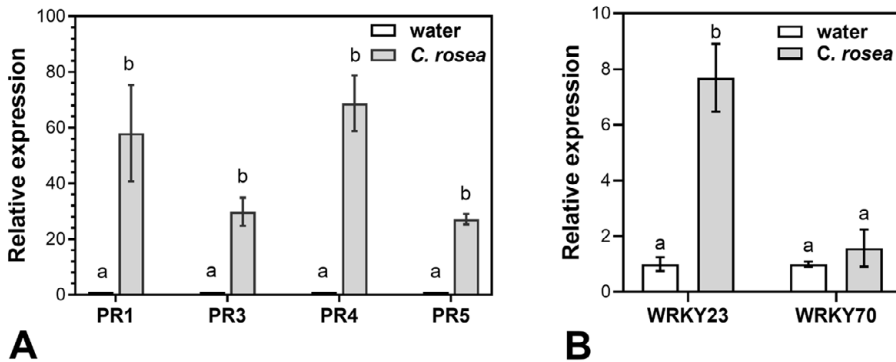 100
80
60
40
20
0
Relative expression
water
C. rosea
a
b
a
b
a
b
a
b
PR1
PR3
PR4
PR5
A
10
8
6
4
2
0
Relative expression
water
C. rosea
a
b
a
a
WRKY23
WRKY70
B